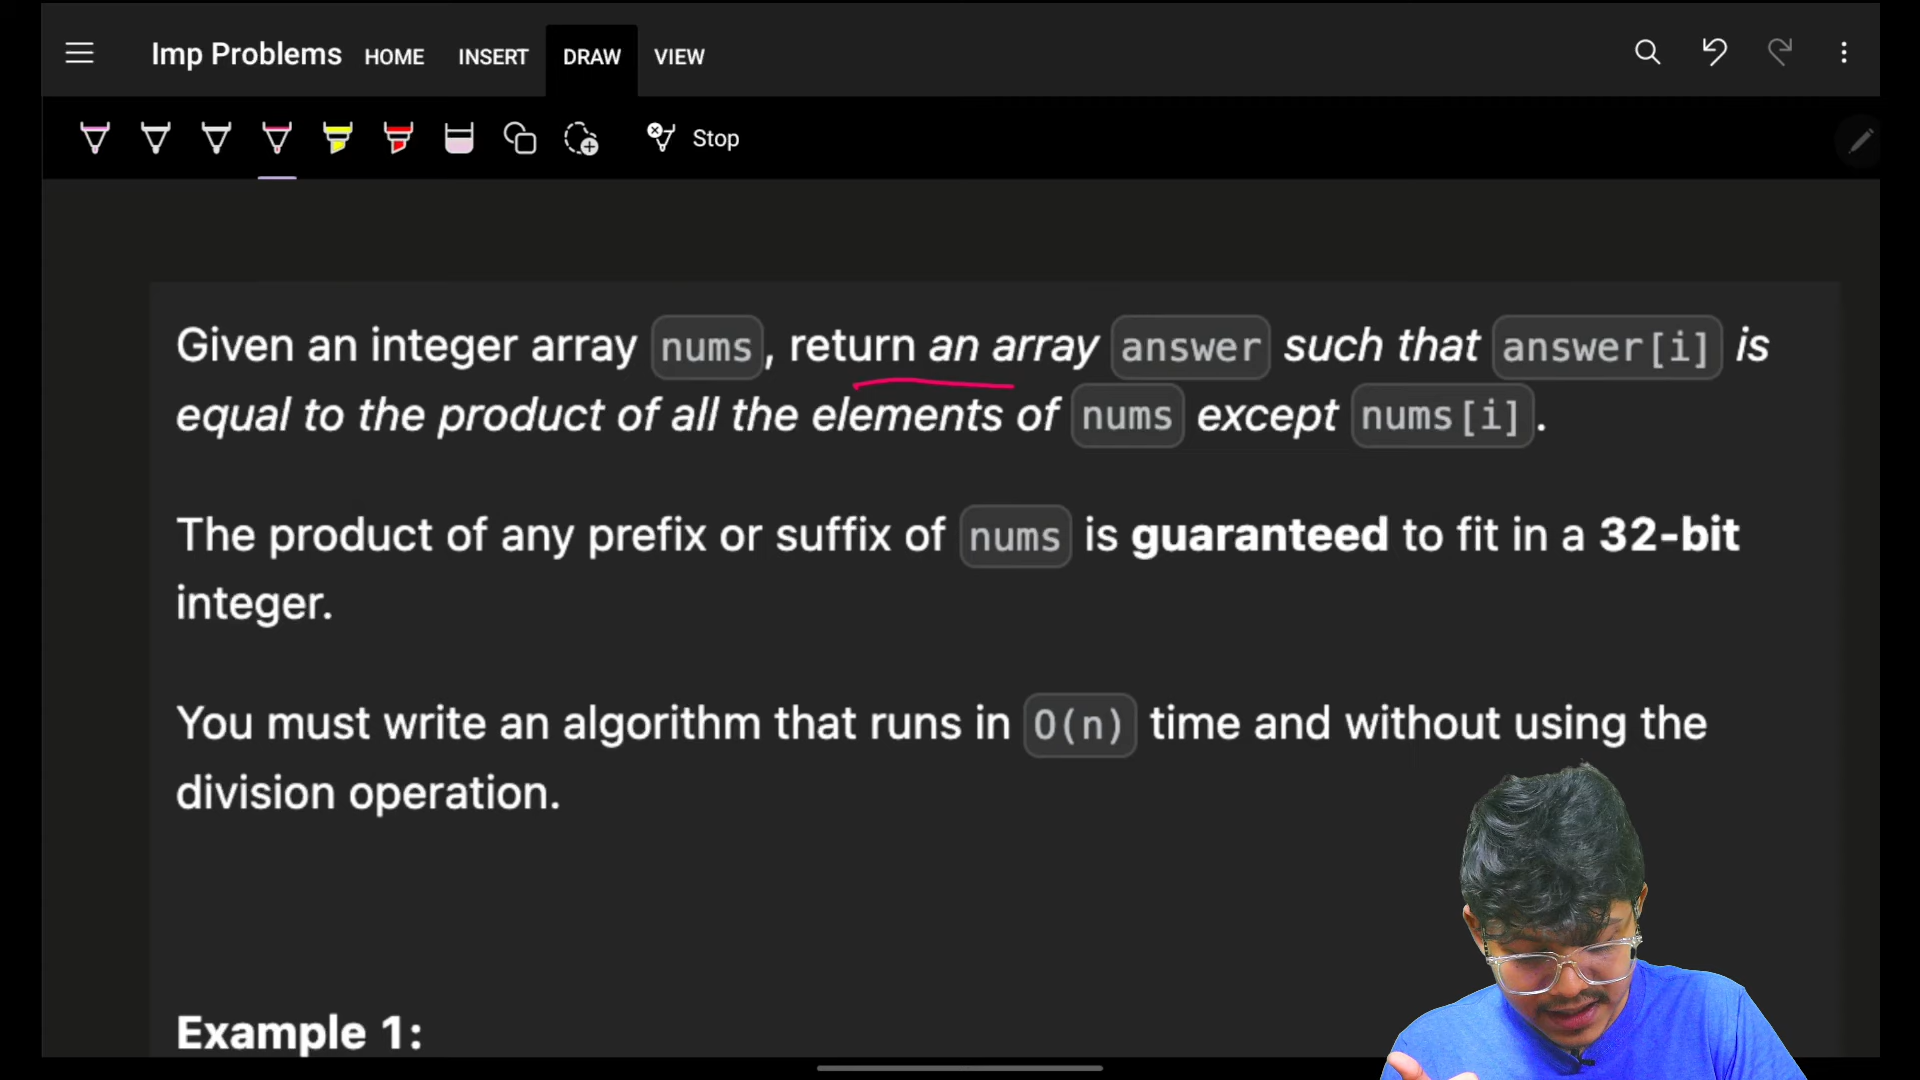 Imp Problems HOME INSERT DRAW VIEW
Stop
Given an integer array nums, return an array answer such that answer[i] is
equal to the product of all the elements of nums except nums[i].
The product of any prefix or suffix of nums is guaranteed to fit in a 32-bit
integer.
You must write an algorithm that runs in O(n) time and without using the
division operation.
Example 1: